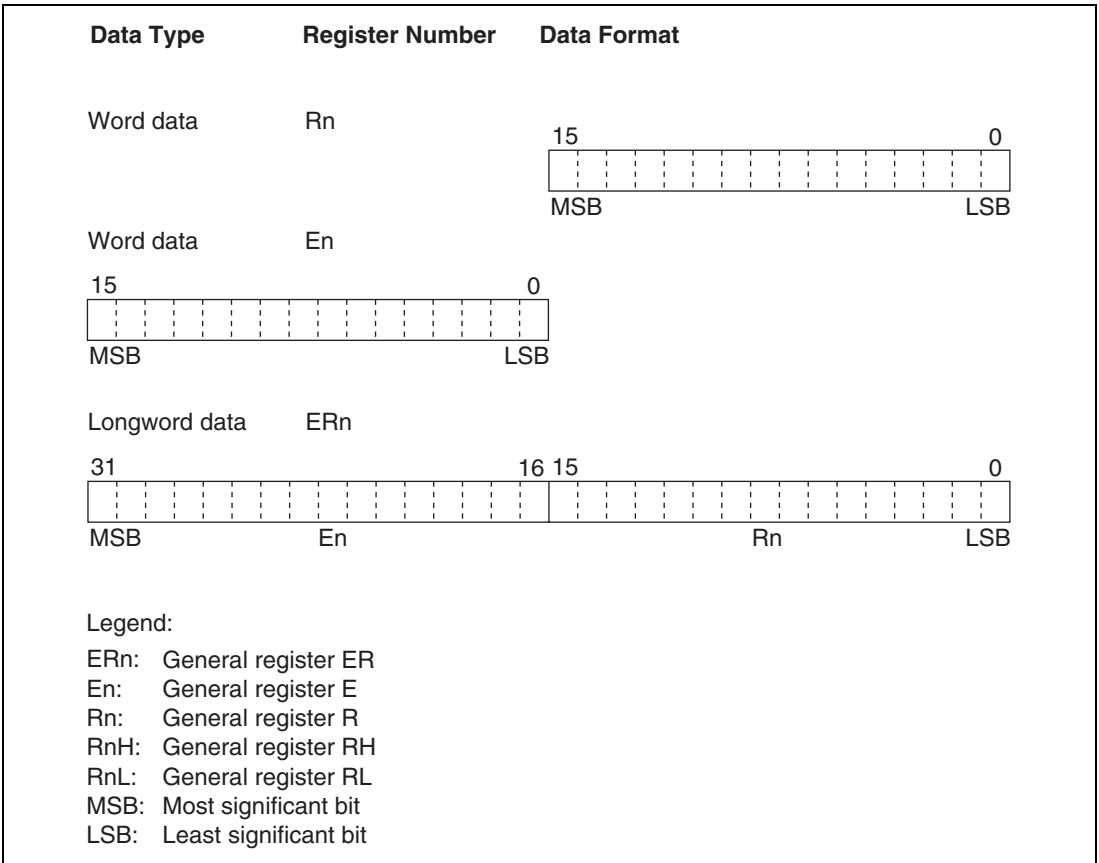 Data Type Register Number Data Format
Word data Rn
15 0
MSB LSB
Word data En
15 0
MSB LSB
Longword data ERn
31 16 15 0
MSB En Rn LSB
Legend:
ERn: General register ER
En: General register E
Rn: General register R
RnH: General register RH
RnL: General register RL
MSB: Most significant bit
LSB: Least significant bit